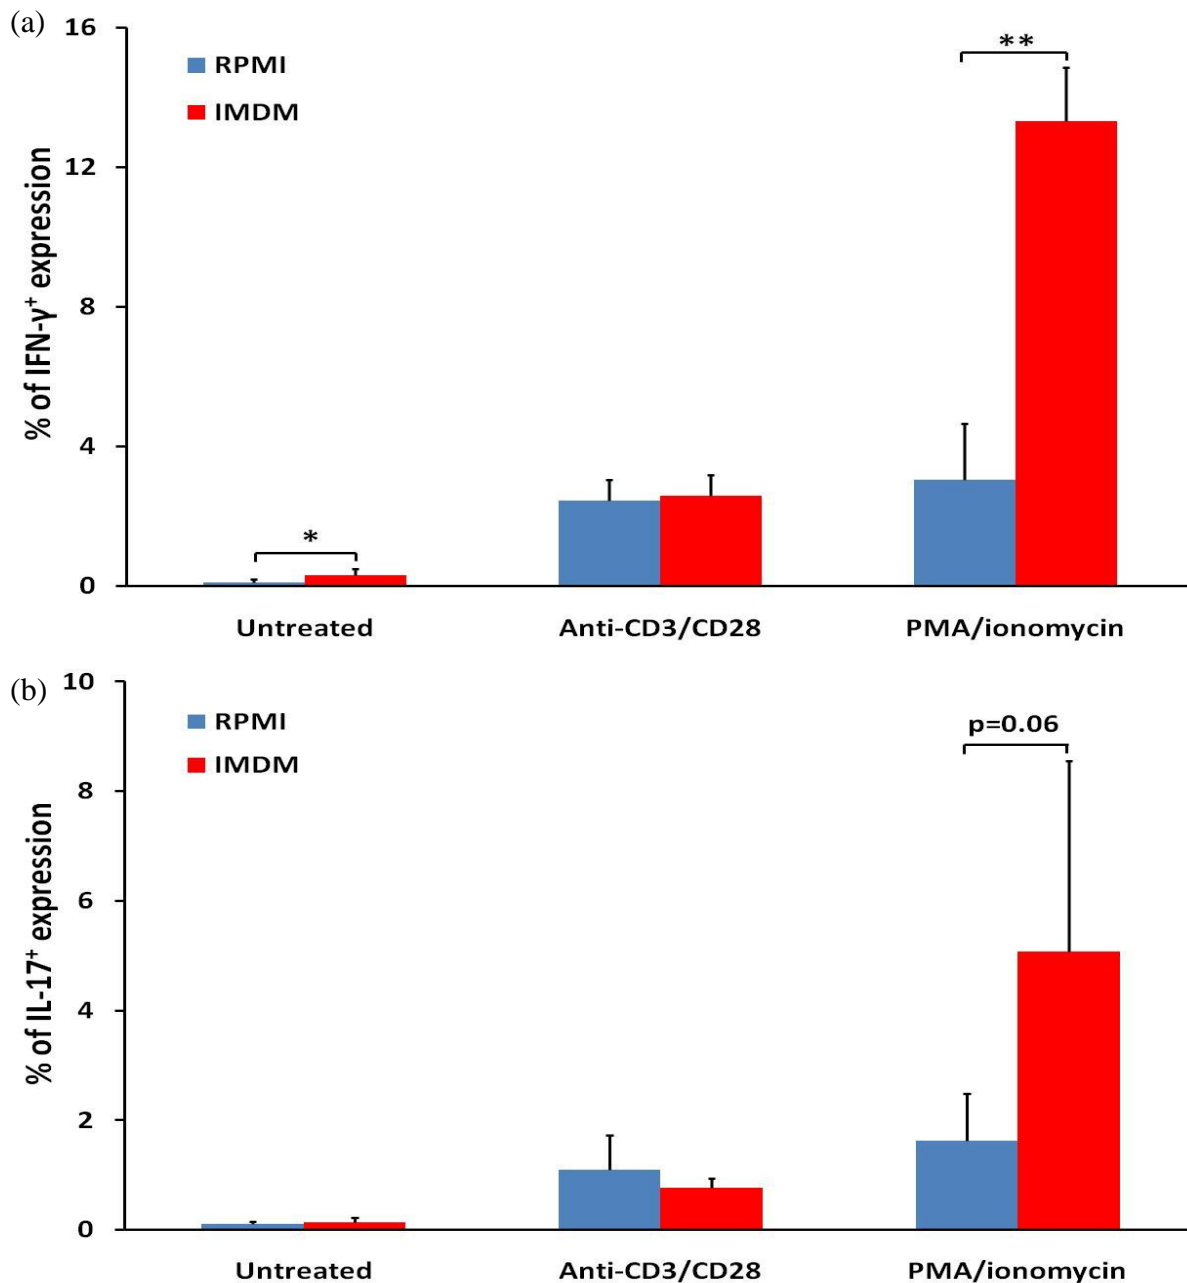 (a)
16
RPMI
IMDM
**
12
% of IFN-γ⁺ expression
8
4
*
0
Untreated
Anti-CD3/CD28
PMA/ionomycin
(b)
10
RPMI
IMDM
p=0.06
8
% of IL-17⁺ expression
6
4
2
0
Untreated
Anti-CD3/CD28
PMA/ionomycin